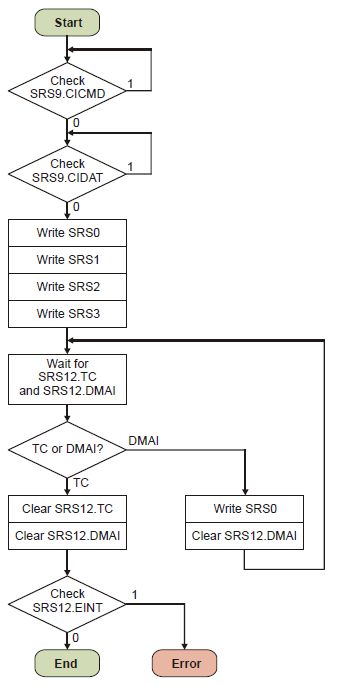 Start
Check
SRS9.CICMD
1
0
Check
SRS9.CIDAT
1
0
Write SRS0
Write SRS1
Write SRS2
Write SRS3
Wait for
SRS12.TC
and SRS12.DMAI
TC or DMAI?
DMAI
TC
Clear SRS12.TC
Clear SRS12.DMAI
Write SRS0
Clear SRS12.DMAI
Check
SRS12.EINT
1
0
End
Error